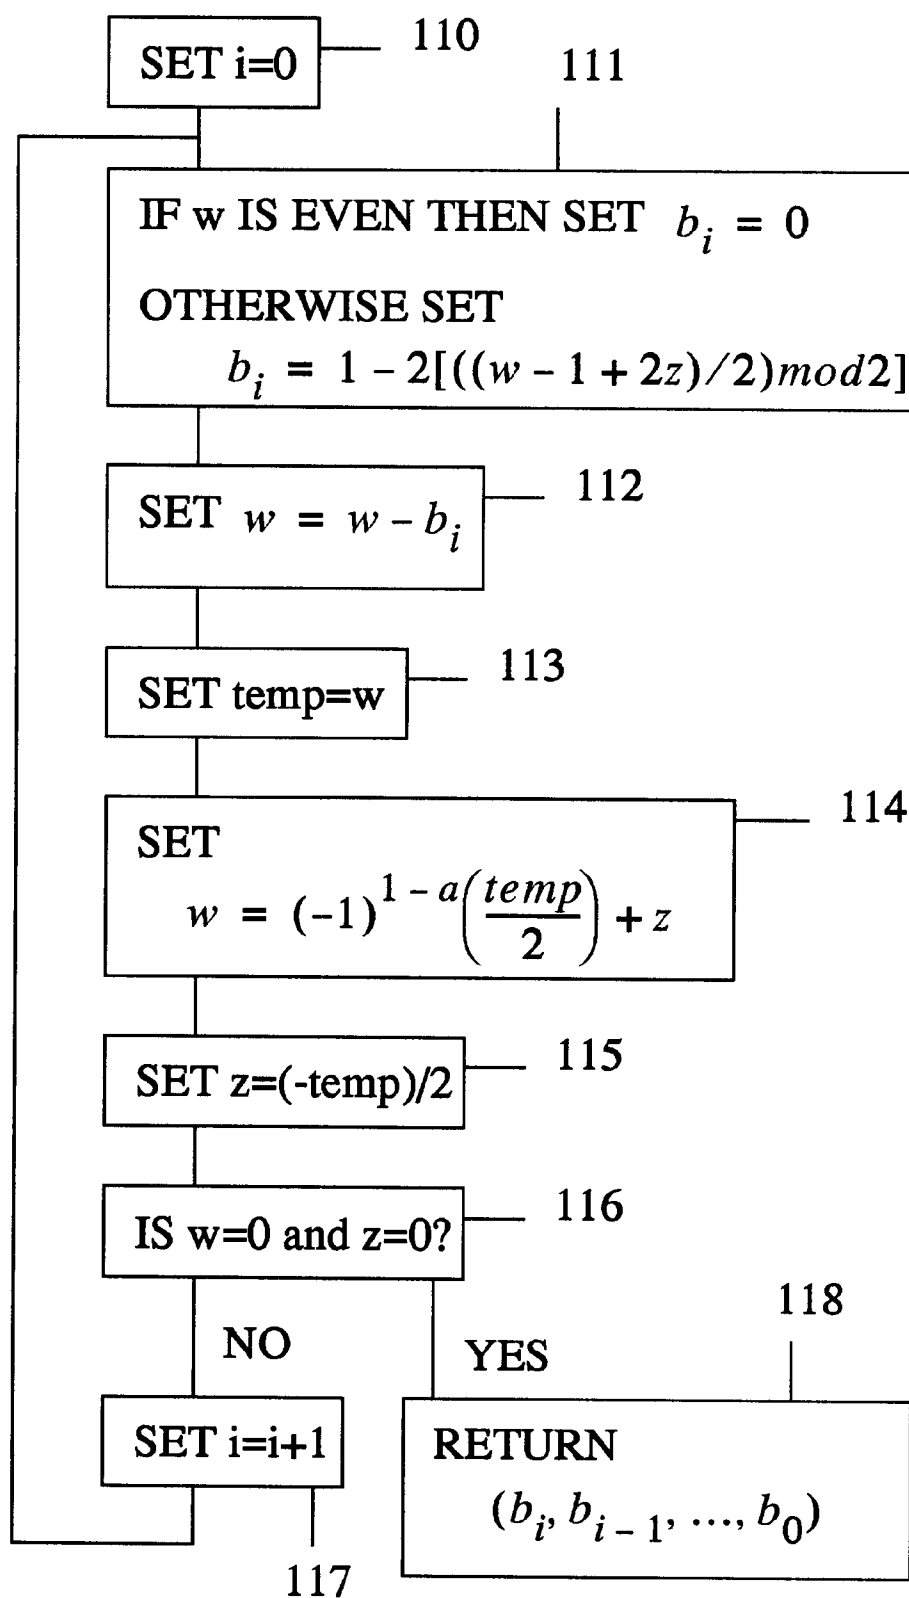 SET i=0
110
111
IF w IS EVEN THEN SET b_i = 0
OTHERWISE SET
b_i = 1 − 2[((w − 1 + 2z)/2)mod2]
SET w = w − b_i
112
SET temp=w
113
SET
114
w = (−1)^{1 − a}(temp/2) + z
SET z=(-temp)/2
115
IS w=0 and z=0?
116
NO
YES
118
SET i=i+1
117
RETURN
(b_i, b_{i − 1}, ..., b_0)